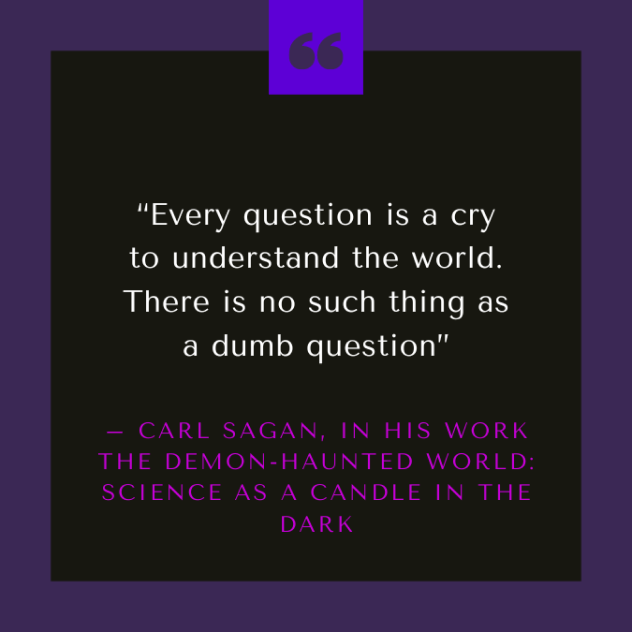 “Every question is a cry
to understand the world.
There is no such thing as
a dumb question”
– CARL SAGAN, IN HIS WORK
THE DEMON-HAUNTED WORLD:
SCIENCE AS A CANDLE IN THE
DARK